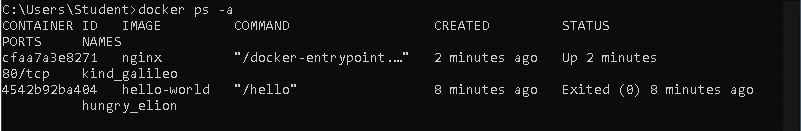 C:\Users\Student>docker ps -a
CONTAINER ID   IMAGE         COMMAND                  CREATED         STATUS
PORTS     NAMES
cfaa7a3e8271   nginx         "/docker-entrypoint.…"   2 minutes ago   Up 2 minutes
80/tcp    kind_galileo
4542b92ba404   hello-world   "/hello"                 8 minutes ago   Exited (0) 8 minutes ago
          hungry_elion